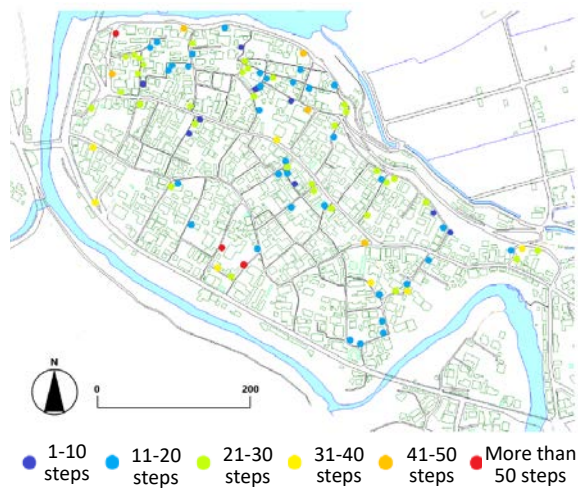 N
0
200
1-10 steps
11-20 steps
21-30 steps
31-40 steps
41-50 steps
More than 50 steps